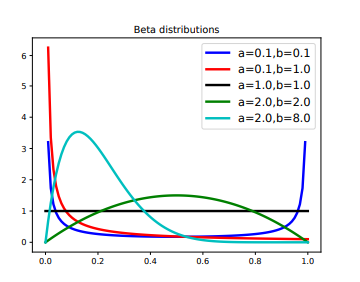 Beta distributions
a=0.1,b=0.1
a=0.1,b=1.0
a=1.0,b=1.0
a=2.0,b=2.0
a=2.0,b=8.0
6
5
4
3
2
1
0
0.0 0.2 0.4 0.6 0.8 1.0